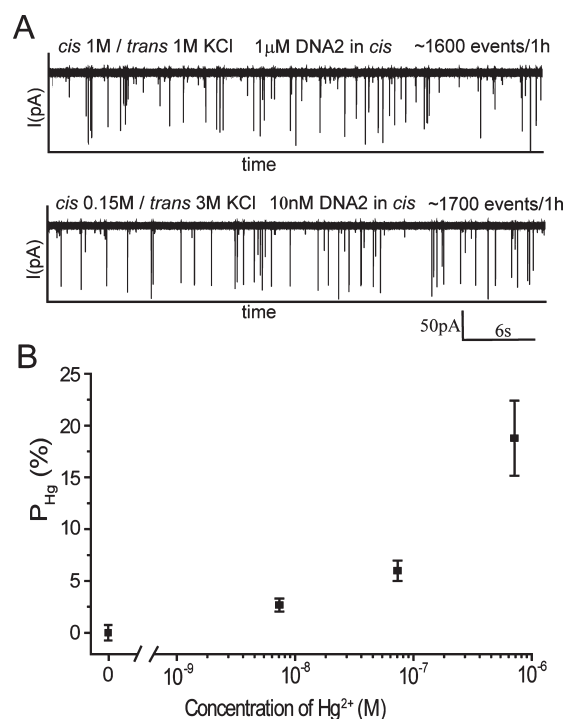 A
cis 1M / trans 1M KCl 1μM DNA2 in cis ~1600 events/1h
I(pA)
time
cis 0.15M / trans 3M KCl 10nM DNA2 in cis ~1700 events/1h
I(pA)
time
50pA
6s
B
25
20
15
10
5
0
P_Hg (%)
0 10⁻⁹ 10⁻⁸ 10⁻⁷ 10⁻⁶
Concentration of Hg²⁺ (M)